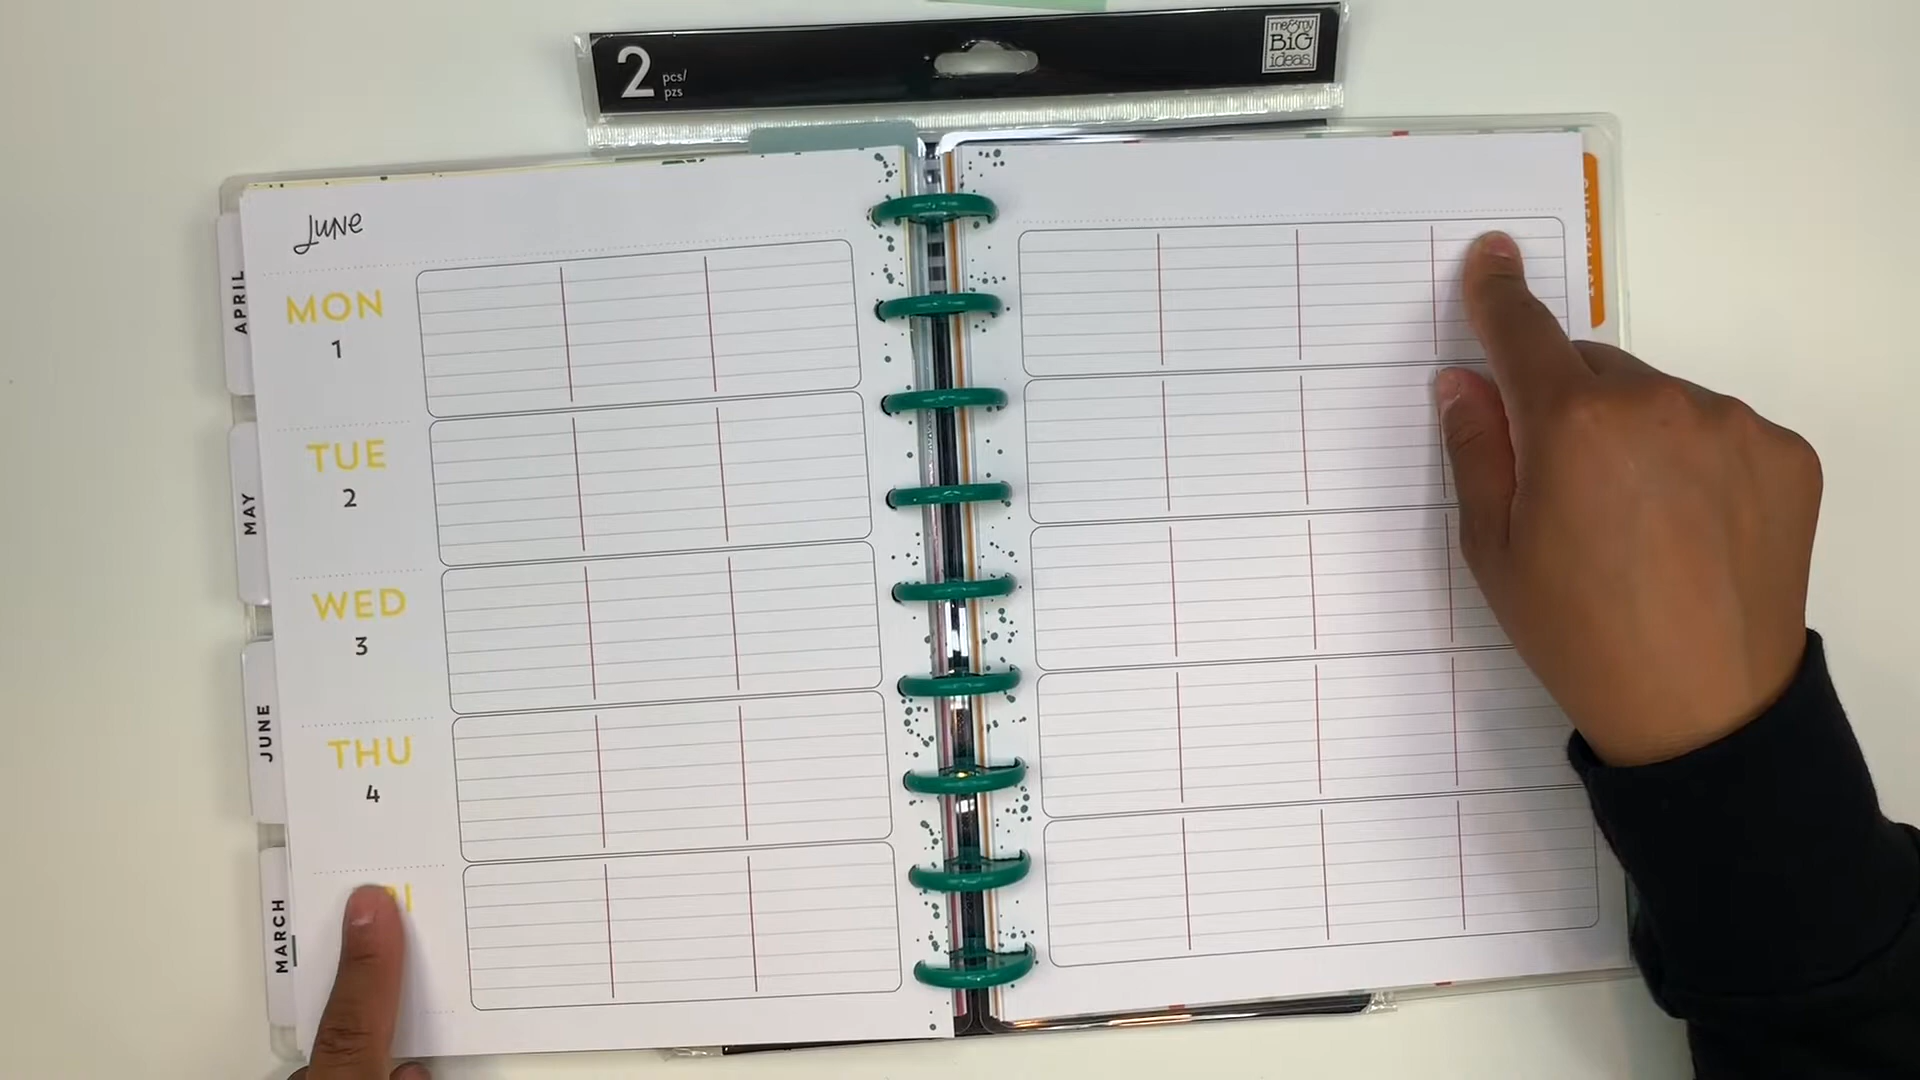 2 pcs/
pzs
me&my
BiG
ideas
June
MON
1
TUE
2
WED
3
THU
4
APRIL
MAY
JUNE
MARCH